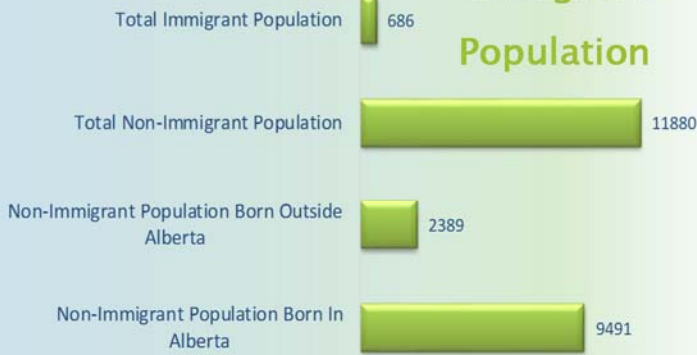 Total Immigrant Population
686
Population
Total Non-Immigrant Population
11880
Non-Immigrant Population Born Outside
Alberta
2389
Non-Immigrant Population Born In
Alberta
9491